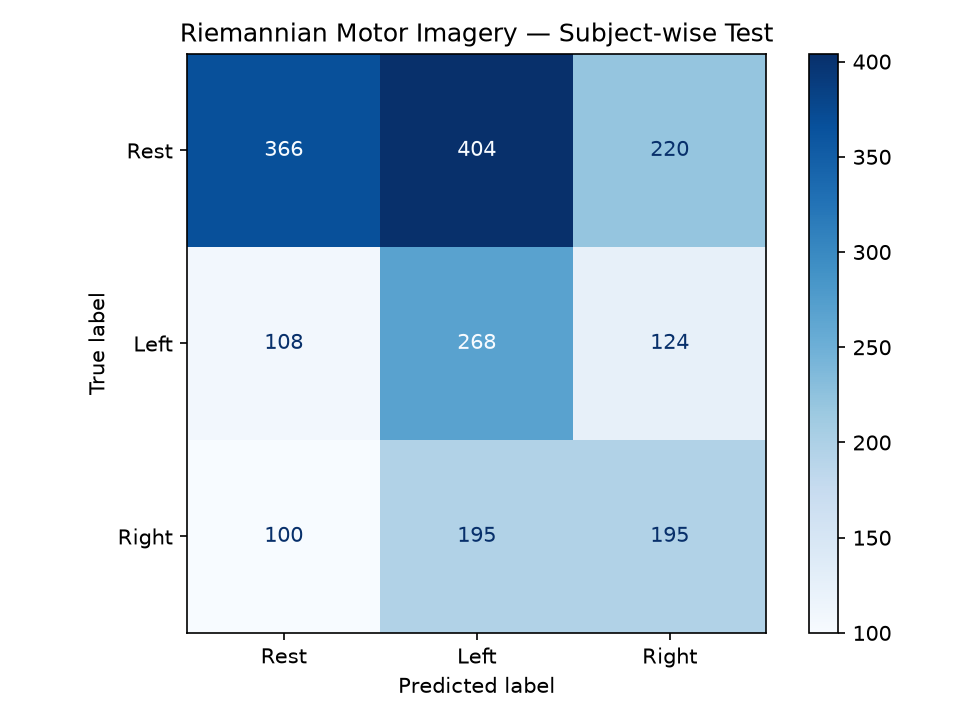 Riemannian Motor Imagery — Subject-wise Test
True label
Rest
366 404 220
Left
108 268 124
Right
100 195 195
Rest Left Right
Predicted label
400
350
300
250
200
150
100